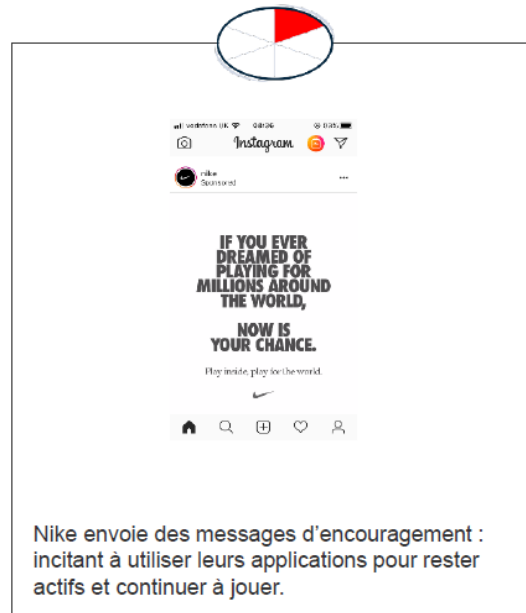 vodafone UK 08:26
Instagram
nike
Sponsored
IF YOU EVER
DREAMED OF
PLAYING FOR
MILLIONS AROUND
THE WORLD,
NOW IS
YOUR CHANCE.
Play inside, play for the world.
Nike envoie des messages d'encouragement :
incitant à utiliser leurs applications pour rester
actifs et continuer à jouer.